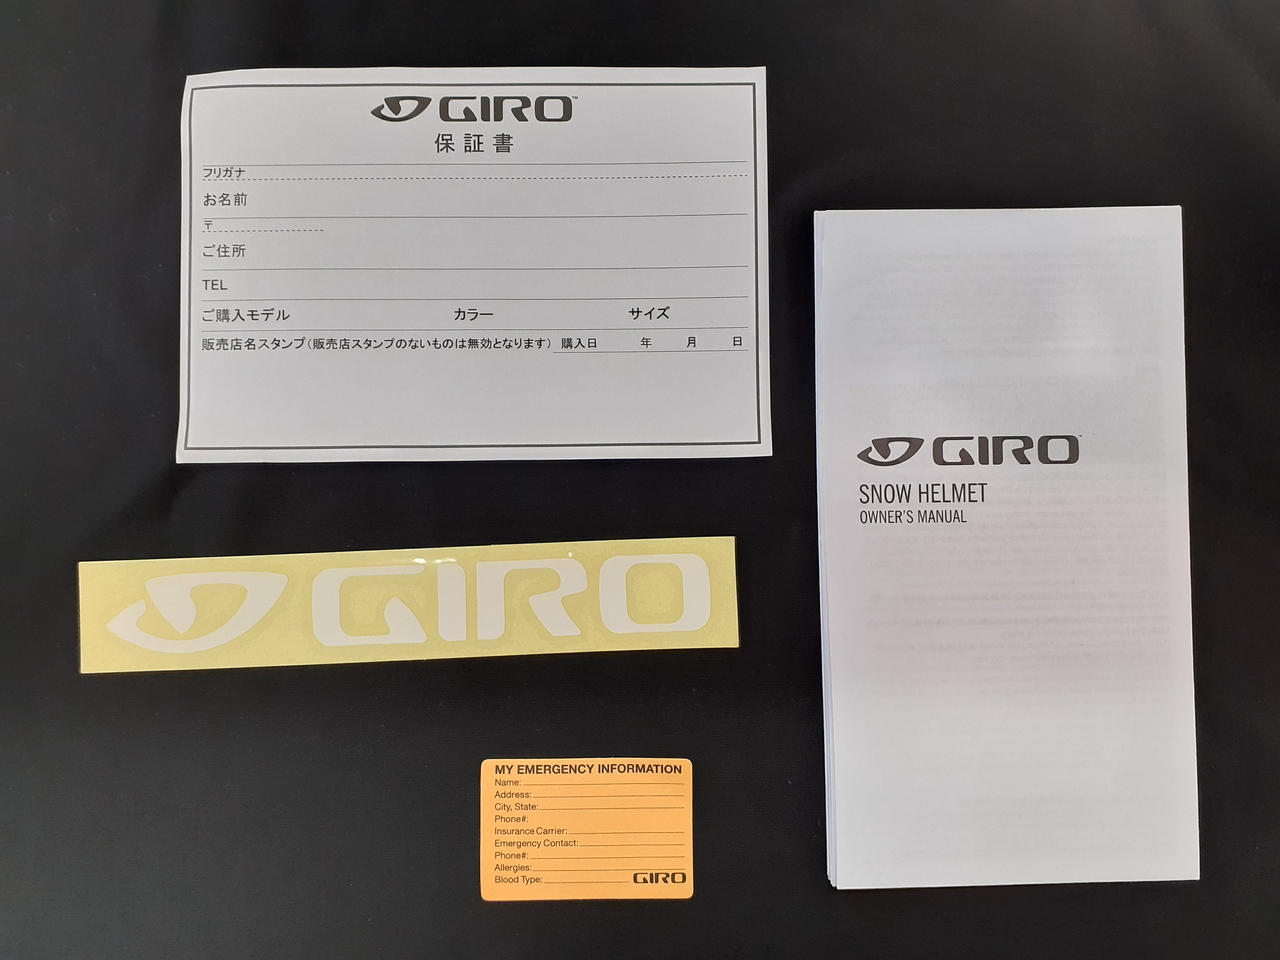 GIRO™
保証書
フリガナ
お名前
〒
ご住所
TEL
ご購入モデル カラー サイズ
販売店名スタンプ(販売店スタンプのないものは無効となります) 購入日 年 月 日
GIRO™
SNOW HELMET
OWNER'S MANUAL
GIRO
MY EMERGENCY INFORMATION
Name:
Address:
City, State:
Phone#:
Insurance Carrier:
Emergency Contact:
Phone#:
Allergies:
Blood Type: GIRO